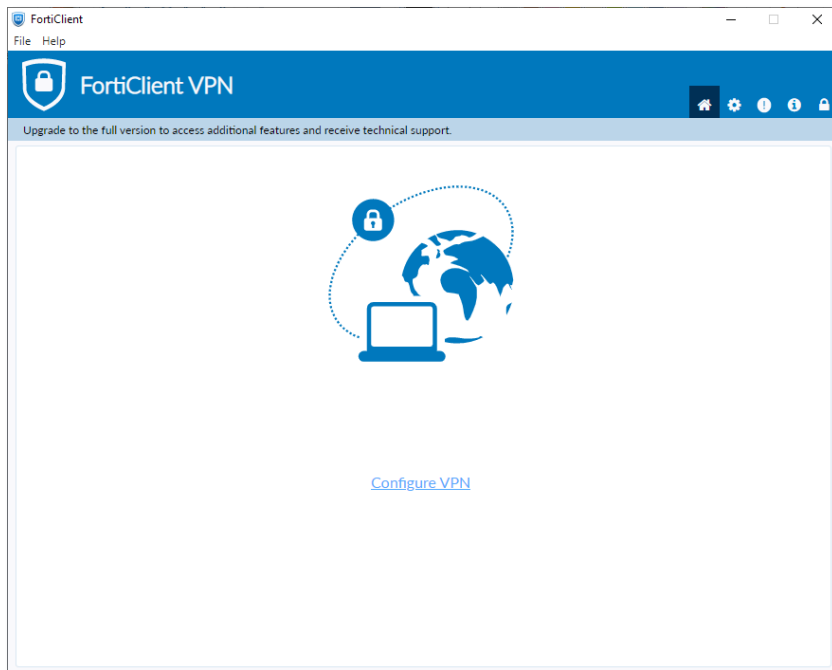 FortiClient
File Help
FortiClient VPN
Upgrade to the full version to access additional features and receive technical support.
Configure VPN